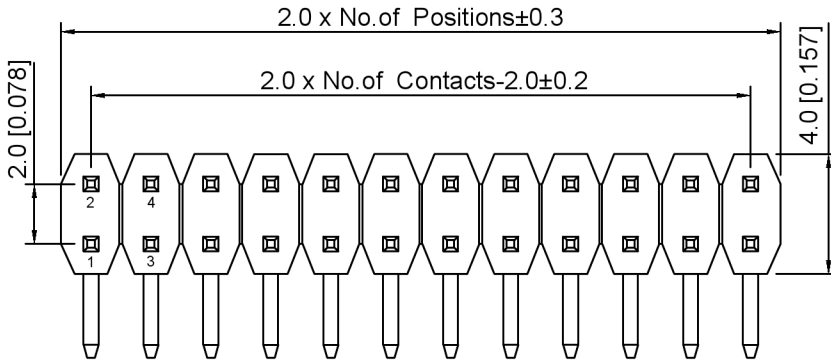 2.0 x No.of Positions±0.3
2.0 x No.of Contacts-2.0±0.2
2.0 [0.078]
4.0 [0.157]
2 4
1 3